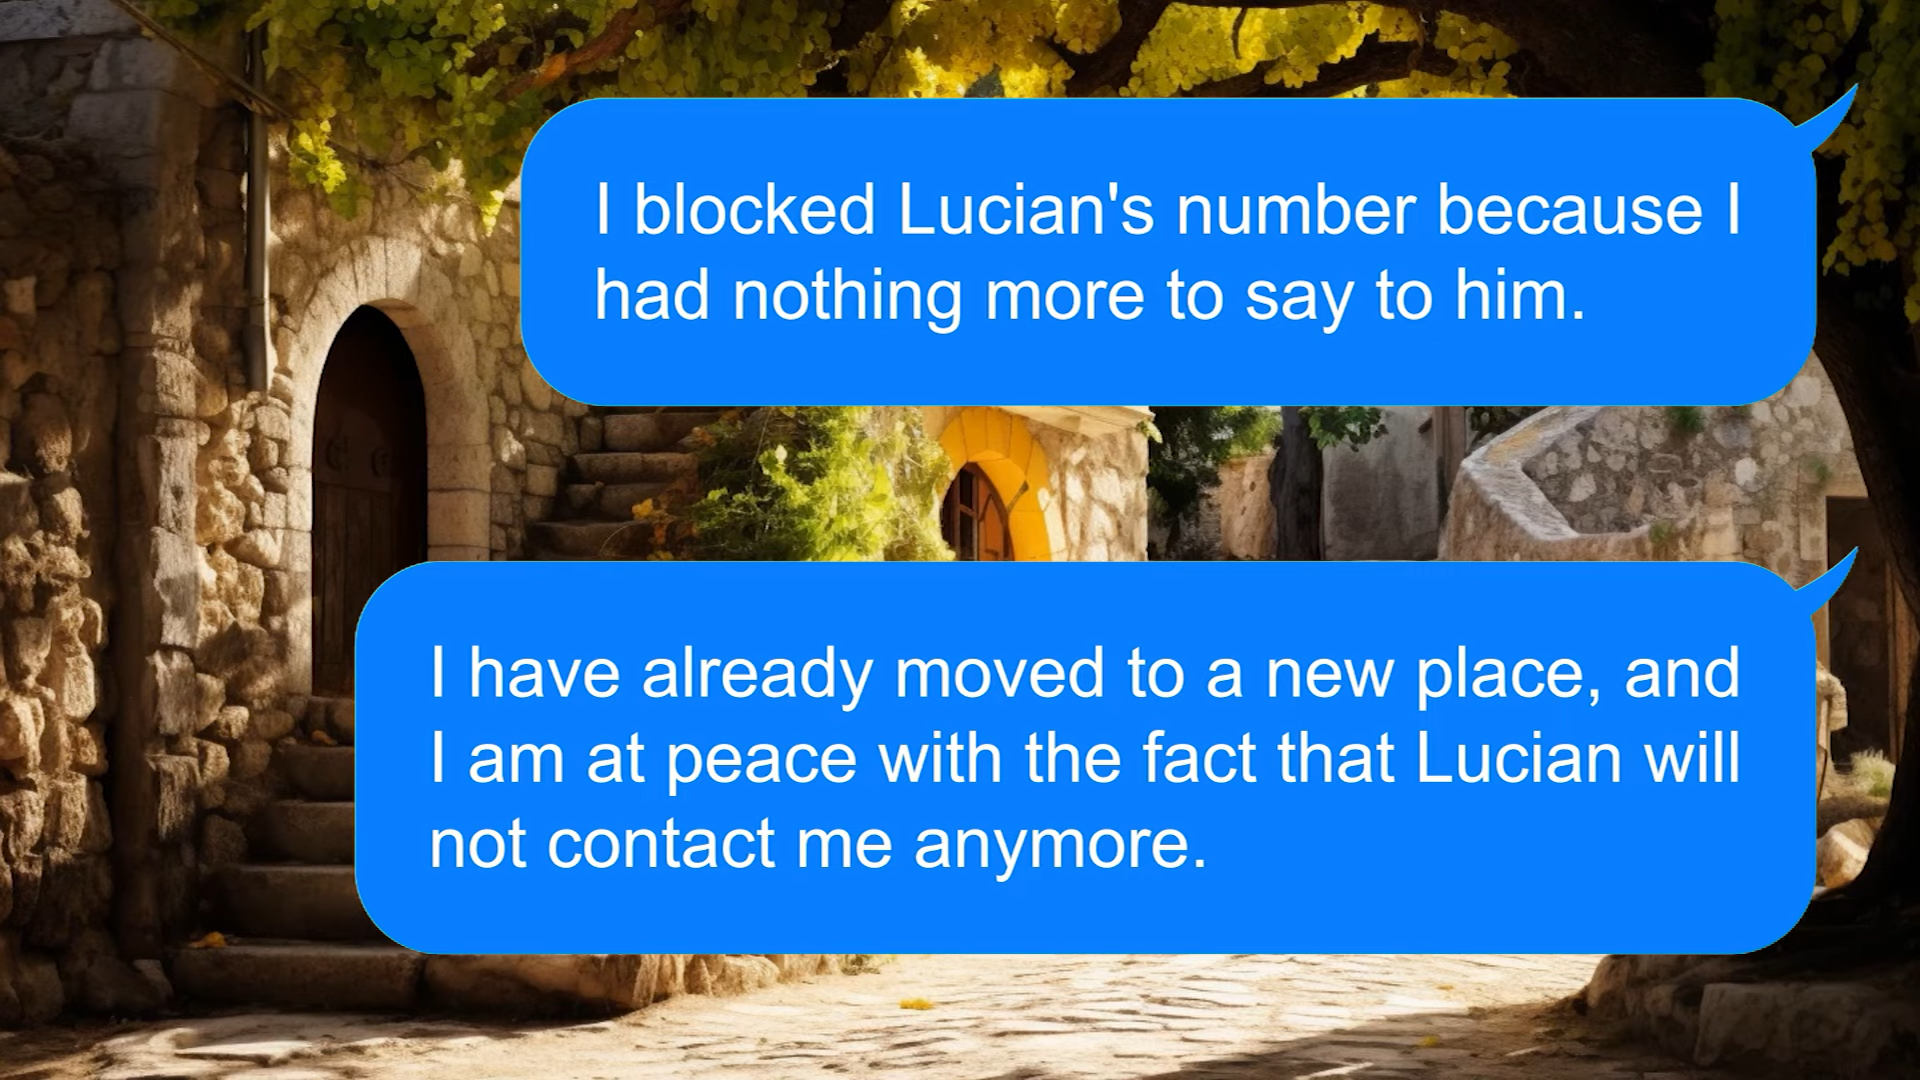 I blocked Lucian's number because I
had nothing more to say to him.
I have already moved to a new place, and
I am at peace with the fact that Lucian will
not contact me anymore.